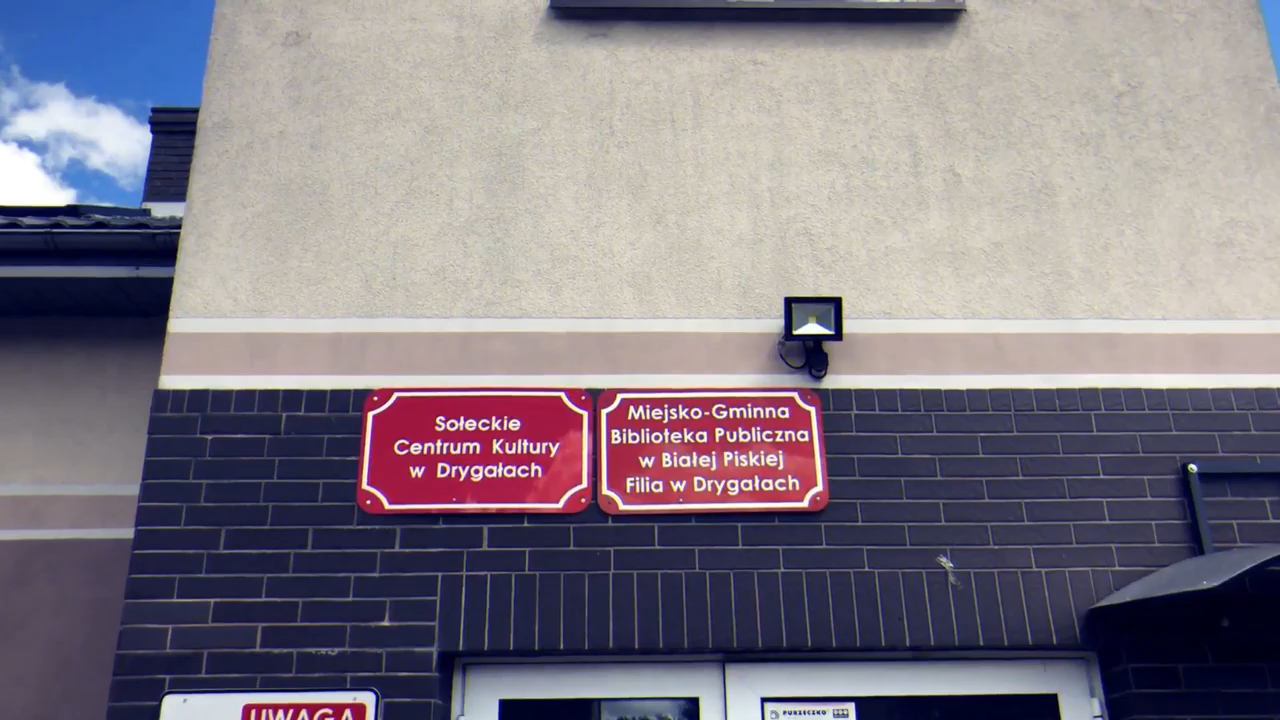 Sołeckie
Centrum Kultury
w Drygałach
Miejsko-Gminna
Biblioteka Publiczna
w Białej Piskiej
Filia w Drygałach
UWAGA